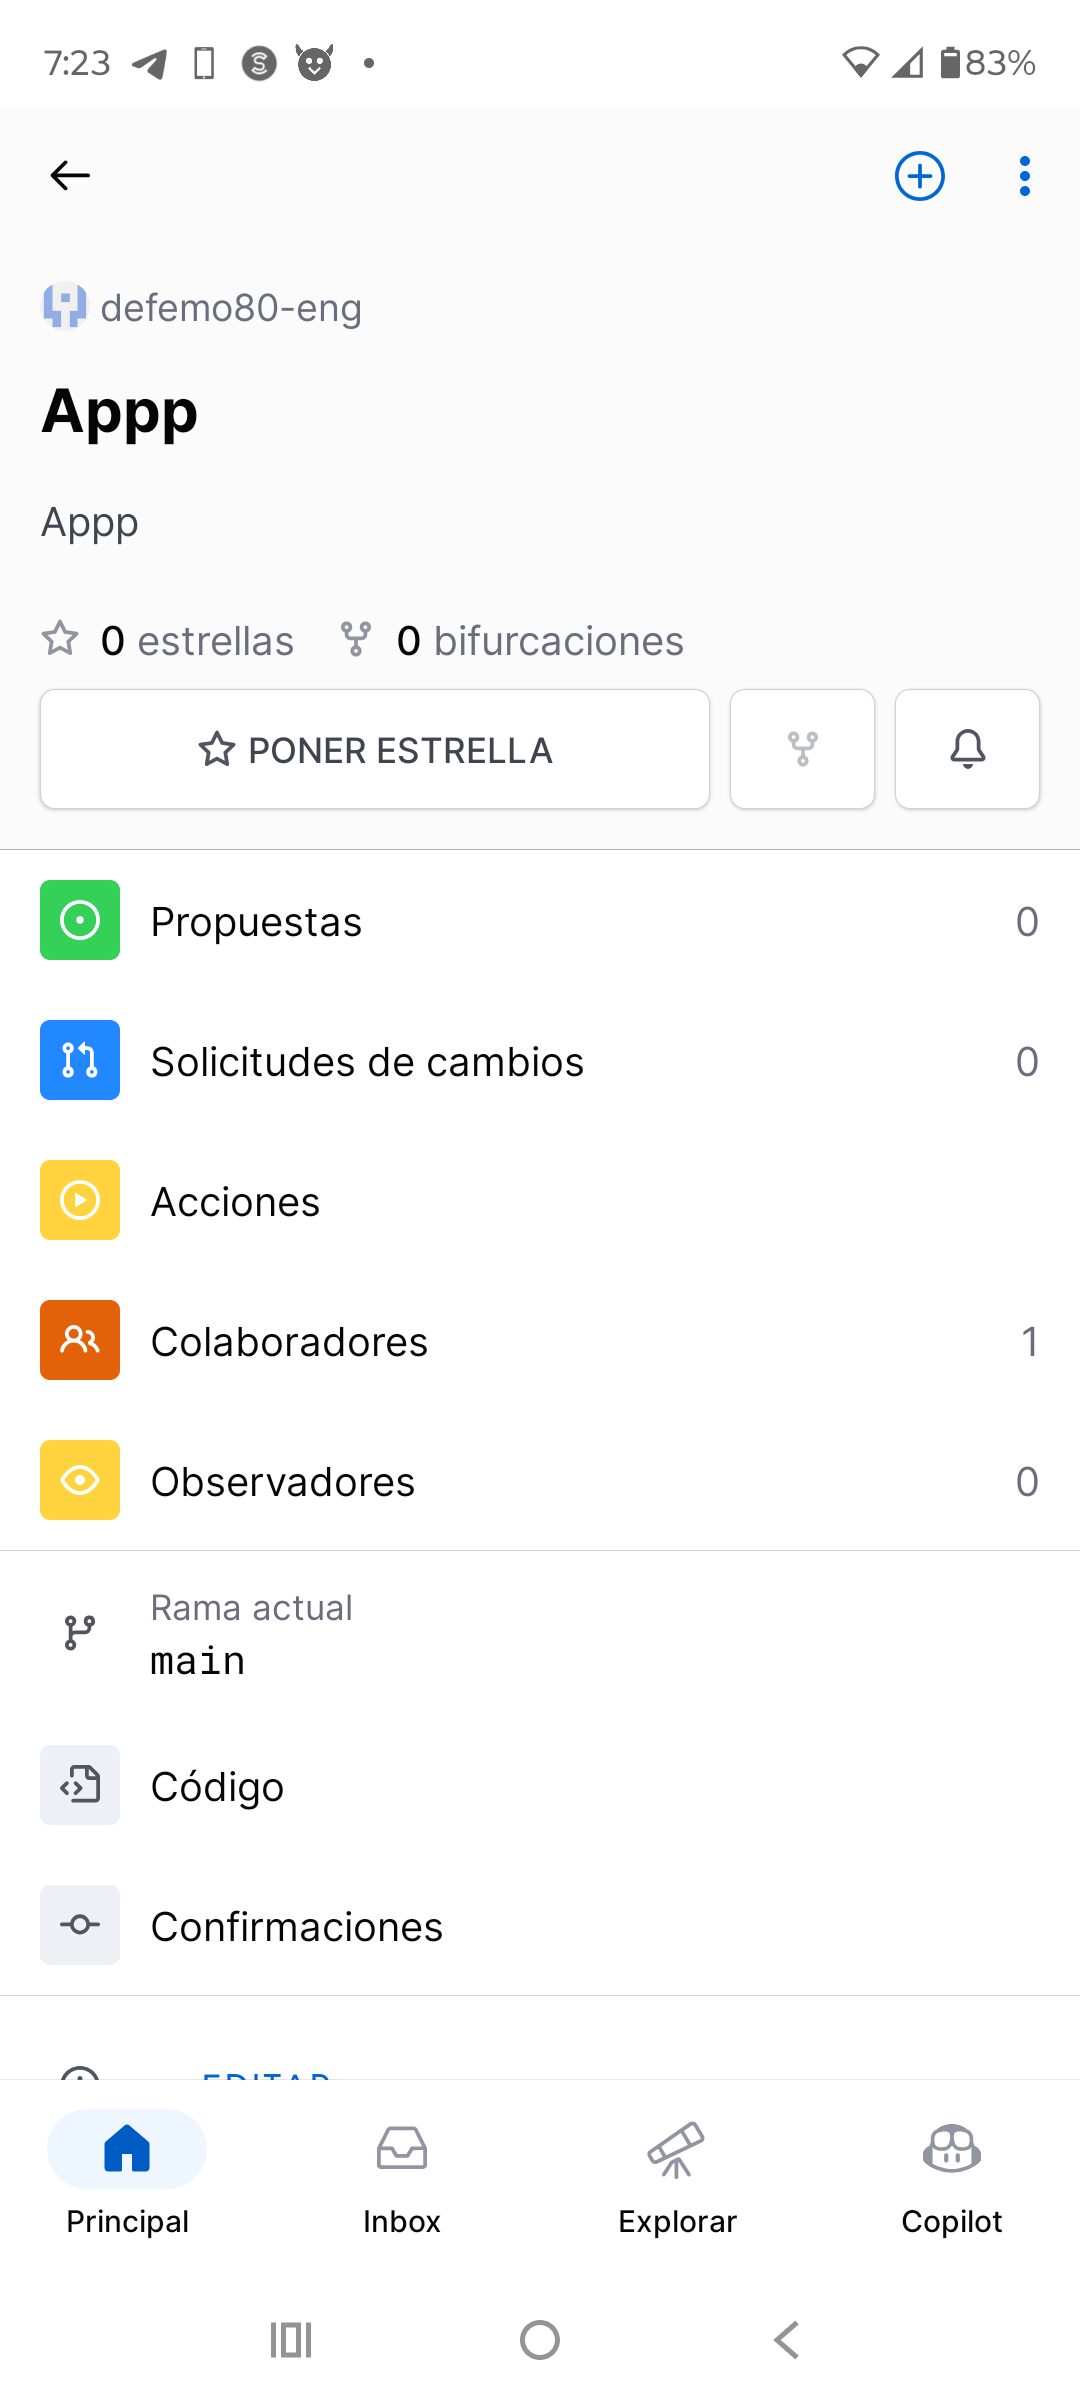 7:23
83%
defemo80-eng
Appp
Appp
0 estrellas 0 bifurcaciones
PONER ESTRELLA
Propuestas 0
Solicitudes de cambios 0
Acciones
Colaboradores 1
Observadores 0
Rama actual
main
Código
Confirmaciones
EDITAR
Principal Inbox Explorar Copilot